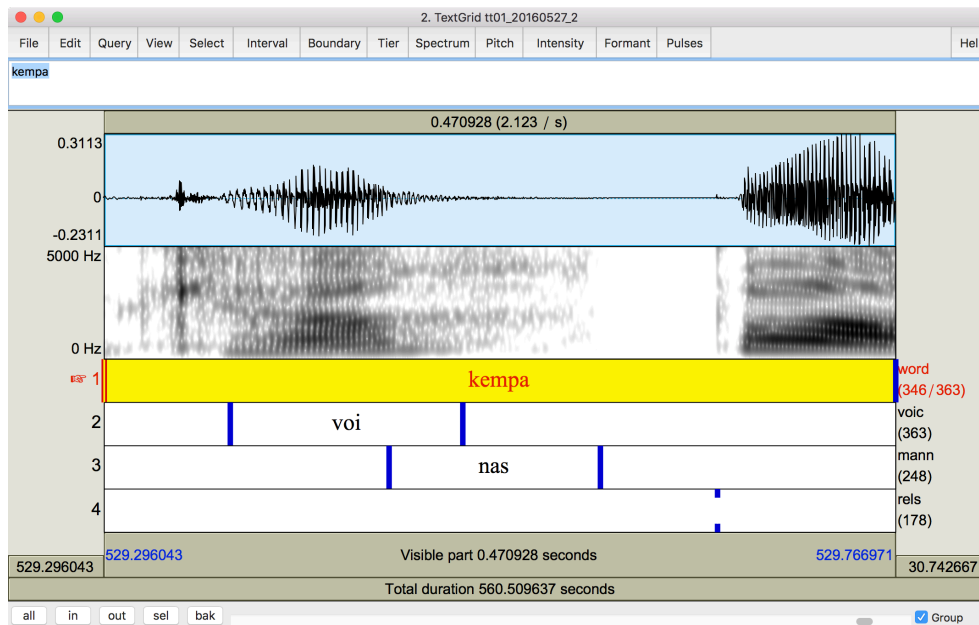 2. TextGrid tt01_20160527_2
File Edit Query View Select Interval Boundary Tier Spectrum Pitch Intensity Formant Pulses Hel
kempa
0.470928 (2.123 / s)
0.3113
0
-0.2311
5000 Hz
0 Hz
1 kempa word
(346/363)
2 voi voic
(363)
3 nas mann
(248)
4 rels
(178)
529.296043 Visible part 0.470928 seconds 529.766971
529.296043 30.742667
Total duration 560.509637 seconds
all in out sel bak Group